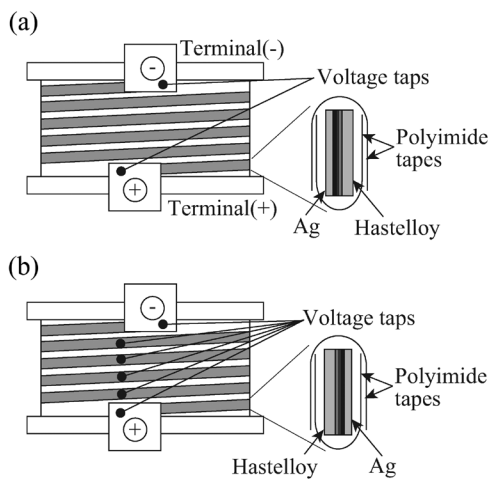 (a)
Terminal(-)
-
Voltage taps
Polyimide
tapes
+
Terminal(+)
Ag
Hastelloy
(b)
-
Voltage taps
Polyimide
tapes
+
Hastelloy
Ag